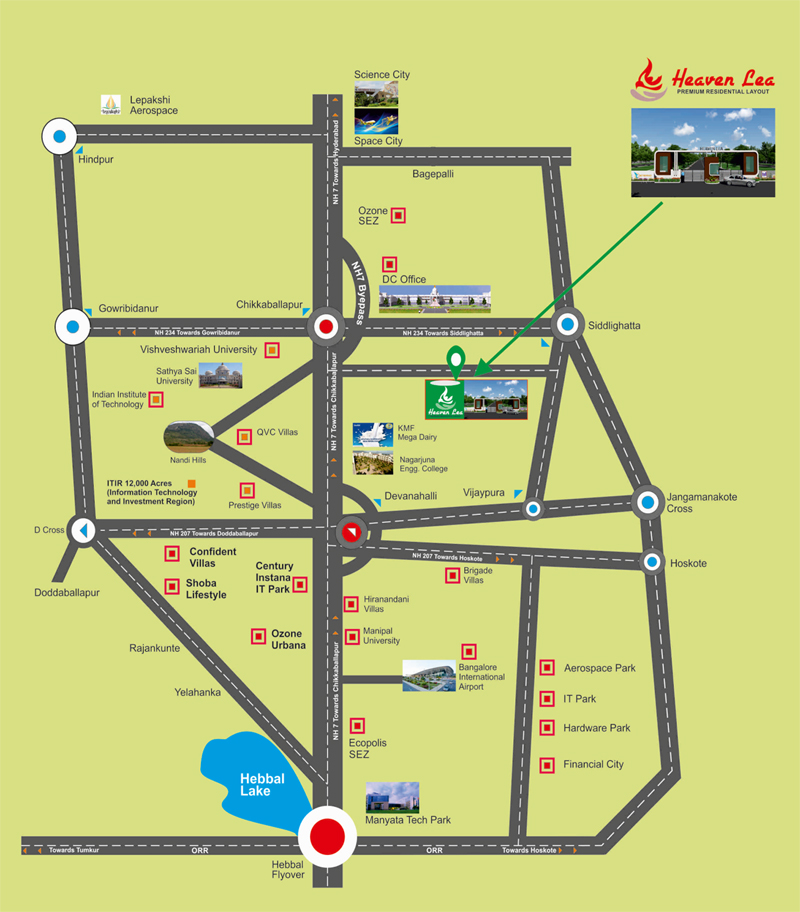 Science City
Space City
Heaven Lea
PREMIUM RESIDENTIAL LAYOUT
Lepakshi
Aerospace
Hindpur
NH 7 Towards Hyderabad
Bagepalli
Ozone
SEZ
DC Office
NH7 Byepass
Gowribidanur
Chikkaballapur
Siddlighatta
NH 234 Towards Gowribidanur
NH 234 Towards Siddlighatta
Vishveshwariah University
Sathya Sai
University
Indian Institute
of Technology
NH 7 Towards Chikkaballapur
Heaven Lea
QVC Villas
Nandi Hills
KMF
Mega Dairy
Nagarjuna
Engg. College
ITIR 12,000 Acres
(Information Technology
and Investment Region)
Prestige Villas
Devanahalli
Vijaypura
Jangamanakote
Cross
D Cross
NH 207 Towards Doddaballapur
NH 207 Towards Hoskote
Hoskote
Doddaballapur
Confident
Villas
Shoba
Lifestyle
Century
Instana
IT Park
Brigade
Villas
Hiranandani
Villas
Manipal
University
Ozone
Urbana
Rajankunte
Yelahanka
NH 7 Towards Chikkaballapur
Bangalore
International
Airport
Aerospace Park
IT Park
Hardware Park
Financial City
Ecopolis
SEZ
Hebbal
Lake
Manyata Tech Park
Towards Tumkur
ORR
ORR
Towards Hoskote
Hebbal
Flyover